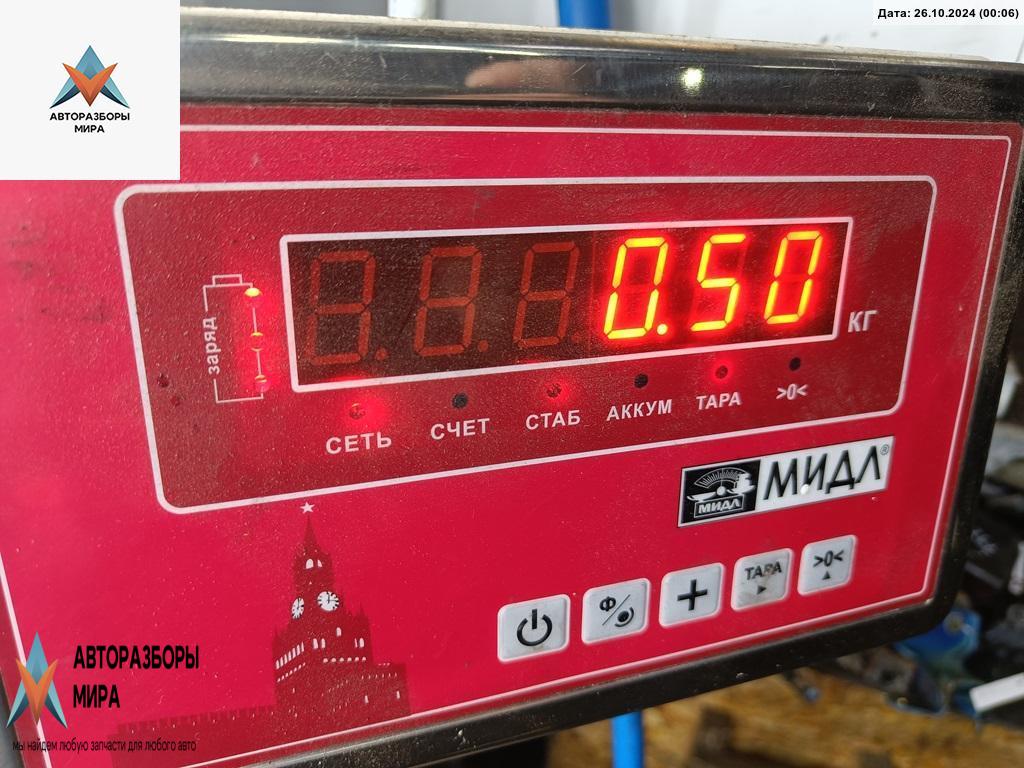 Дата: 26.10.2024 (00:06)
АВТОРАЗБОРЫ
МИРА
заряд
0.50
КГ
СЕТЬ СЧЕТ СТАБ АККУМ ТАРА >0<
МИДЛ МИДЛ®
Ф + ТАРА >0<
АВТОРАЗБОРЫ
МИРА
мы найдем любую запчасти для любого авто